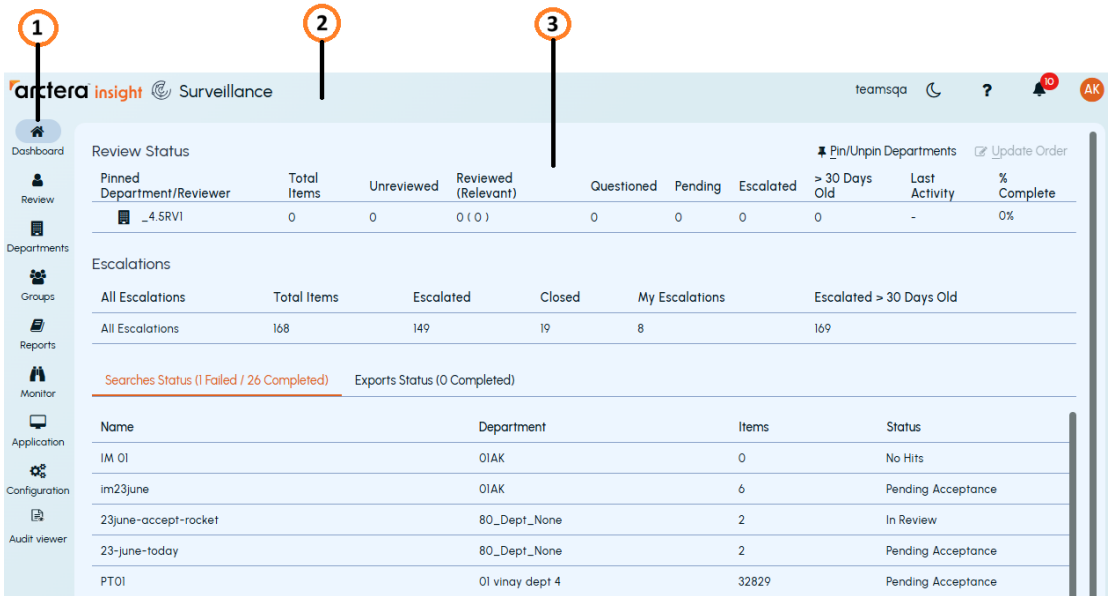 1 2 3
arctera insight Surveillance teamsqa ? 10 AK
Dashboard
Review
Departments
Groups
Reports
Monitor
Application
Configuration
Audit viewer
Review Status Pin/Unpin Departments Update Order
Pinned Department/Reviewer Total Items Unreviewed Reviewed (Relevant) Questioned Pending Escalated > 30 Days Old Last Activity % Complete
_4.5RV1 0 0 0 ( 0 ) 0 0 0 0 - 0%
Escalations
All Escalations Total Items Escalated Closed My Escalations Escalated > 30 Days Old
All Escalations 168 149 19 8 169
Searches Status (1 Failed / 26 Completed) Exports Status (0 Completed)
Name Department Items Status
IM 01 01AK 0 No Hits
im23june 01AK 6 Pending Acceptance
23june-accept-rocket 80_Dept_None 2 In Review
23-june-today 80_Dept_None 2 Pending Acceptance
PT01 01 vinay dept 4 32829 Pending Acceptance